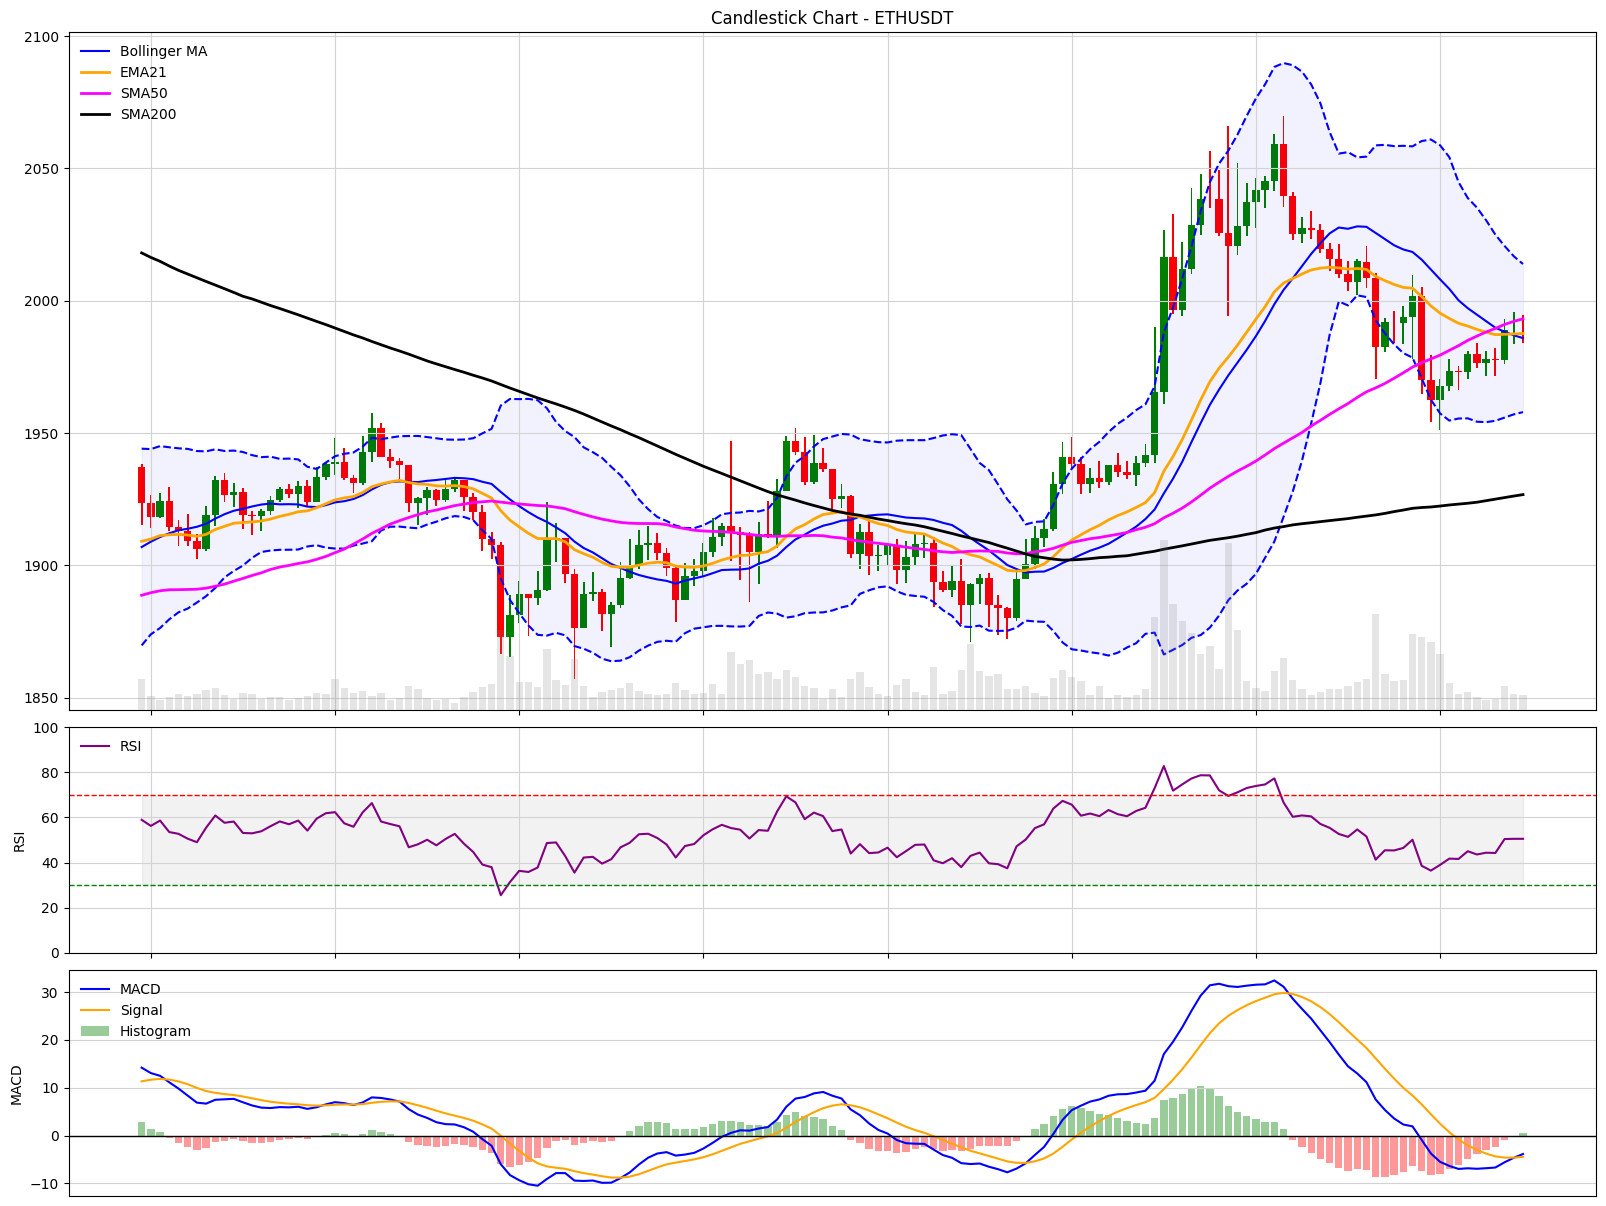 Candlestick Chart - ETHUSDT
2100
2050
2000
1950
1900
1850
Bollinger MA
EMA21
SMA50
SMA200
100
80
60
40
20
0
RSI
RSI
30
20
10
0
−10
MACD
MACD
Signal
Histogram